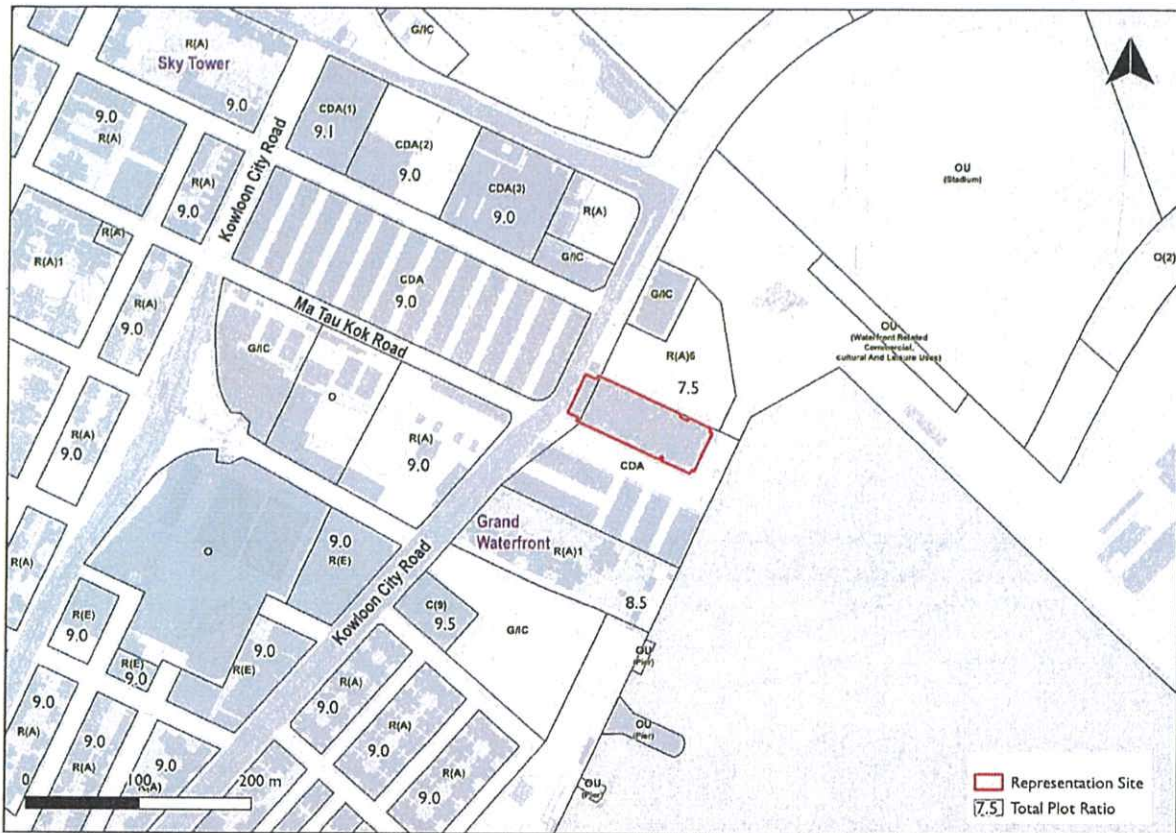 G/IC
R(A)
Sky Tower
9.0
CDA(1)
9.1
CDA(2)
9.0
CDA(3)
9.0
R(A)
G/IC
9.0
R(A)
R(A)
9.0
Kowloon City Road
OU
(Stadium)
O(2)
R(A)
R(A)1
R(A)
9.0
CDA
9.0
Ma Tau Kok Road
G/IC
R(A)6
7.5
OU
(Waterfront Related
Commercial,
cultural And Leisure Uses)
G/IC
O
R(A)
9.0
R(A)
9.0
R(A)
9.0
CDA
Grand
Waterfront
R(A)1
8.5
O
9.0
R(E)
Kowloon City Road
C(9)
9.5
G/IC
R(A)
R(E)
9.0
R(E)
9.0
9.0
R(E)
R(A)
9.0
R(A)
9.0
R(A)
9.0
OU
(Pier)
OU
(Pier)
OU
(Pier)
9.0
R(A)
9.0
R(A)
9.0
R(A)
0
100
200 m
Representation Site
7.5
Total Plot Ratio